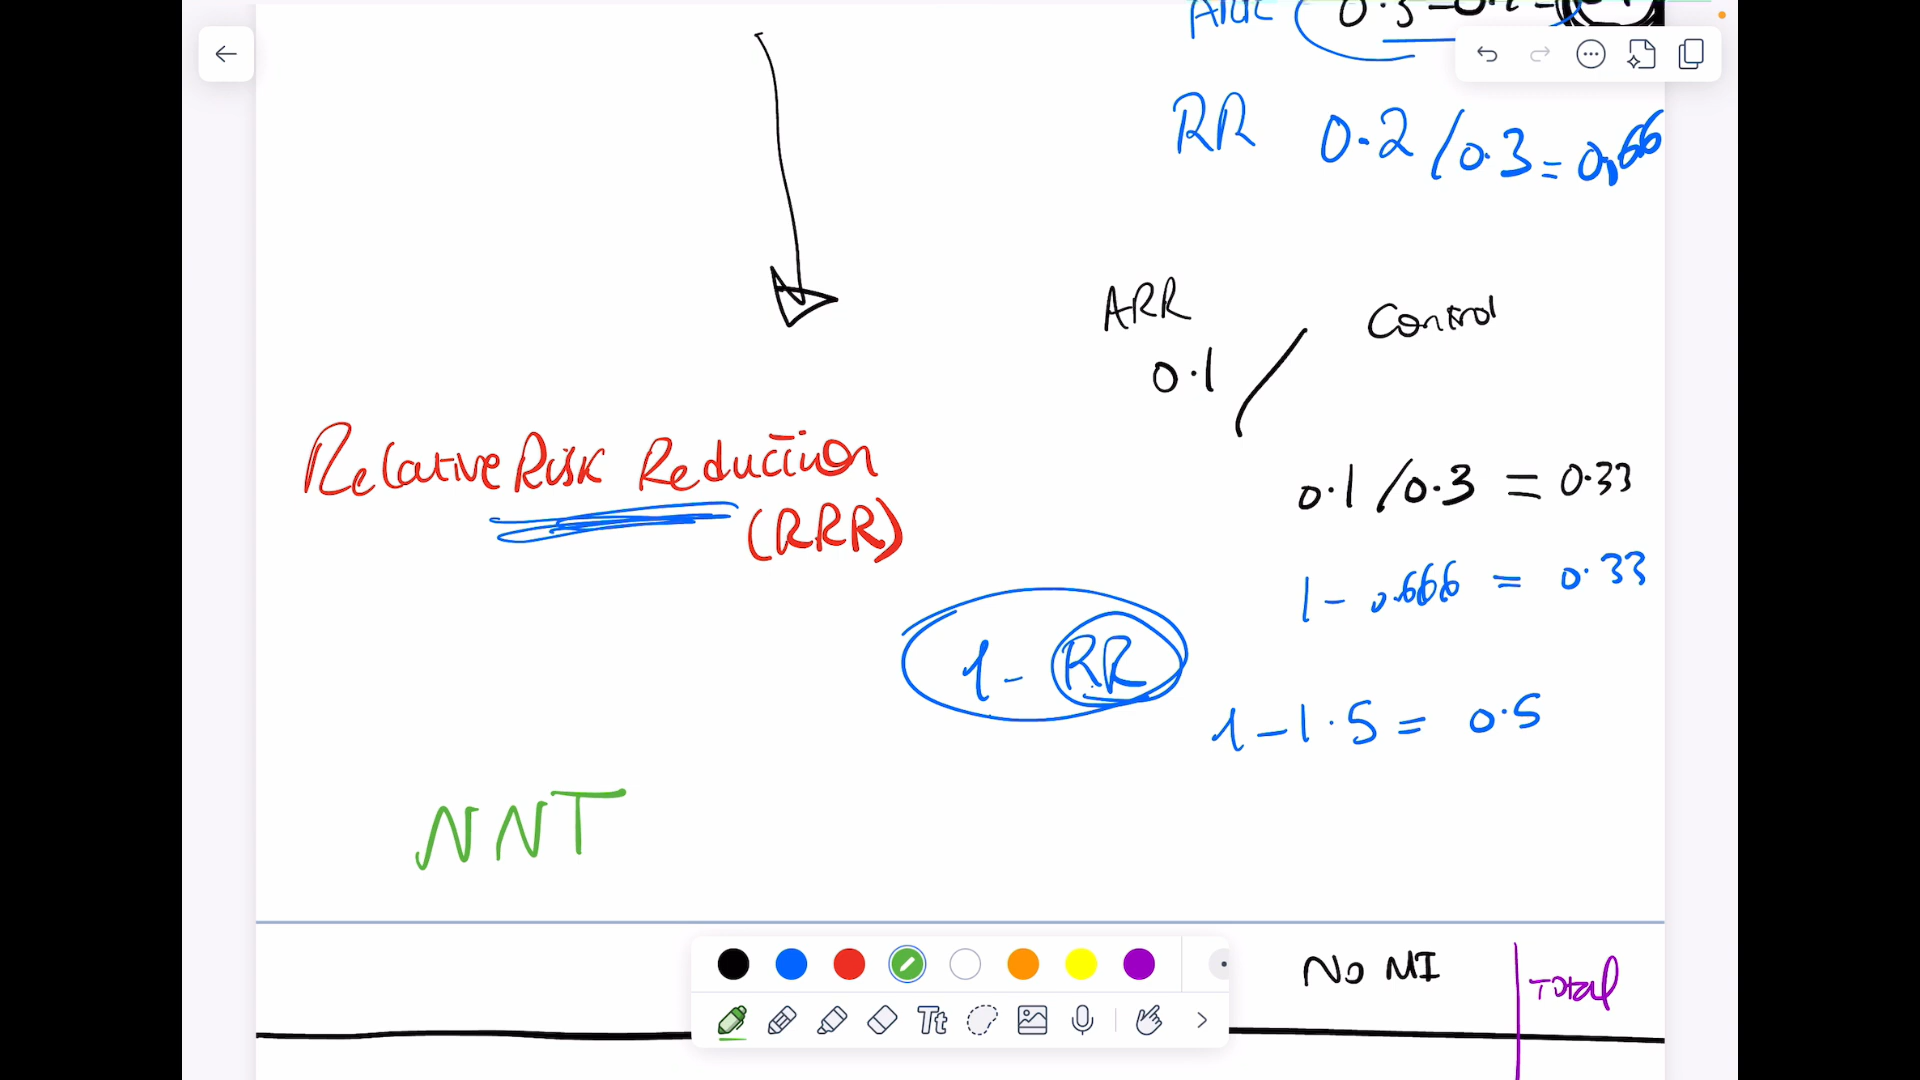 RR 0.2 / 0.3 = 0.66
ARR
0.1 / Control
Relative Risk Reduction
(RRR)
0.1 / 0.3 = 0.33
1 - 0.666 = 0.33
1 - RR
1 - 1.5 = 0.5
NNT
No MI
Total
Tt